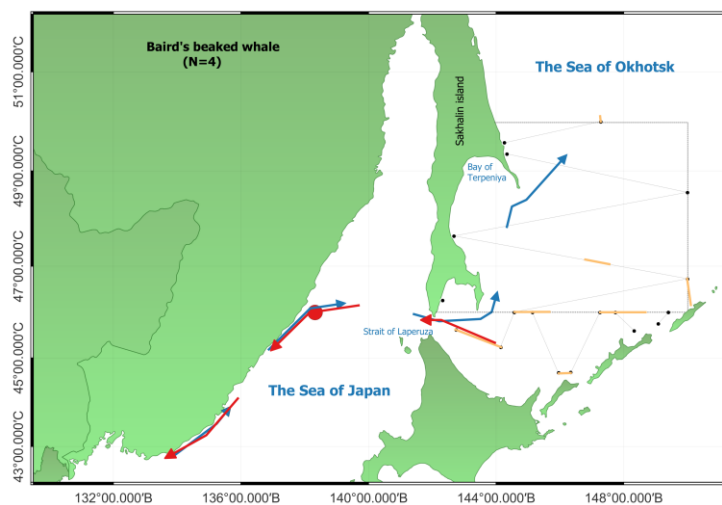 Baird's beaked whale
(N=4)
The Sea of Okhotsk
Sakhalin island
Bay of
Terpeniya
Strait of Laperuza
The Sea of Japan
51°00.000'С
49°00.000'С
47°00.000'С
45°00.000'С
43°00.000'С
132°00.000'В
136°00.000'В
140°00.000'В
144°00.000'В
148°00.000'В